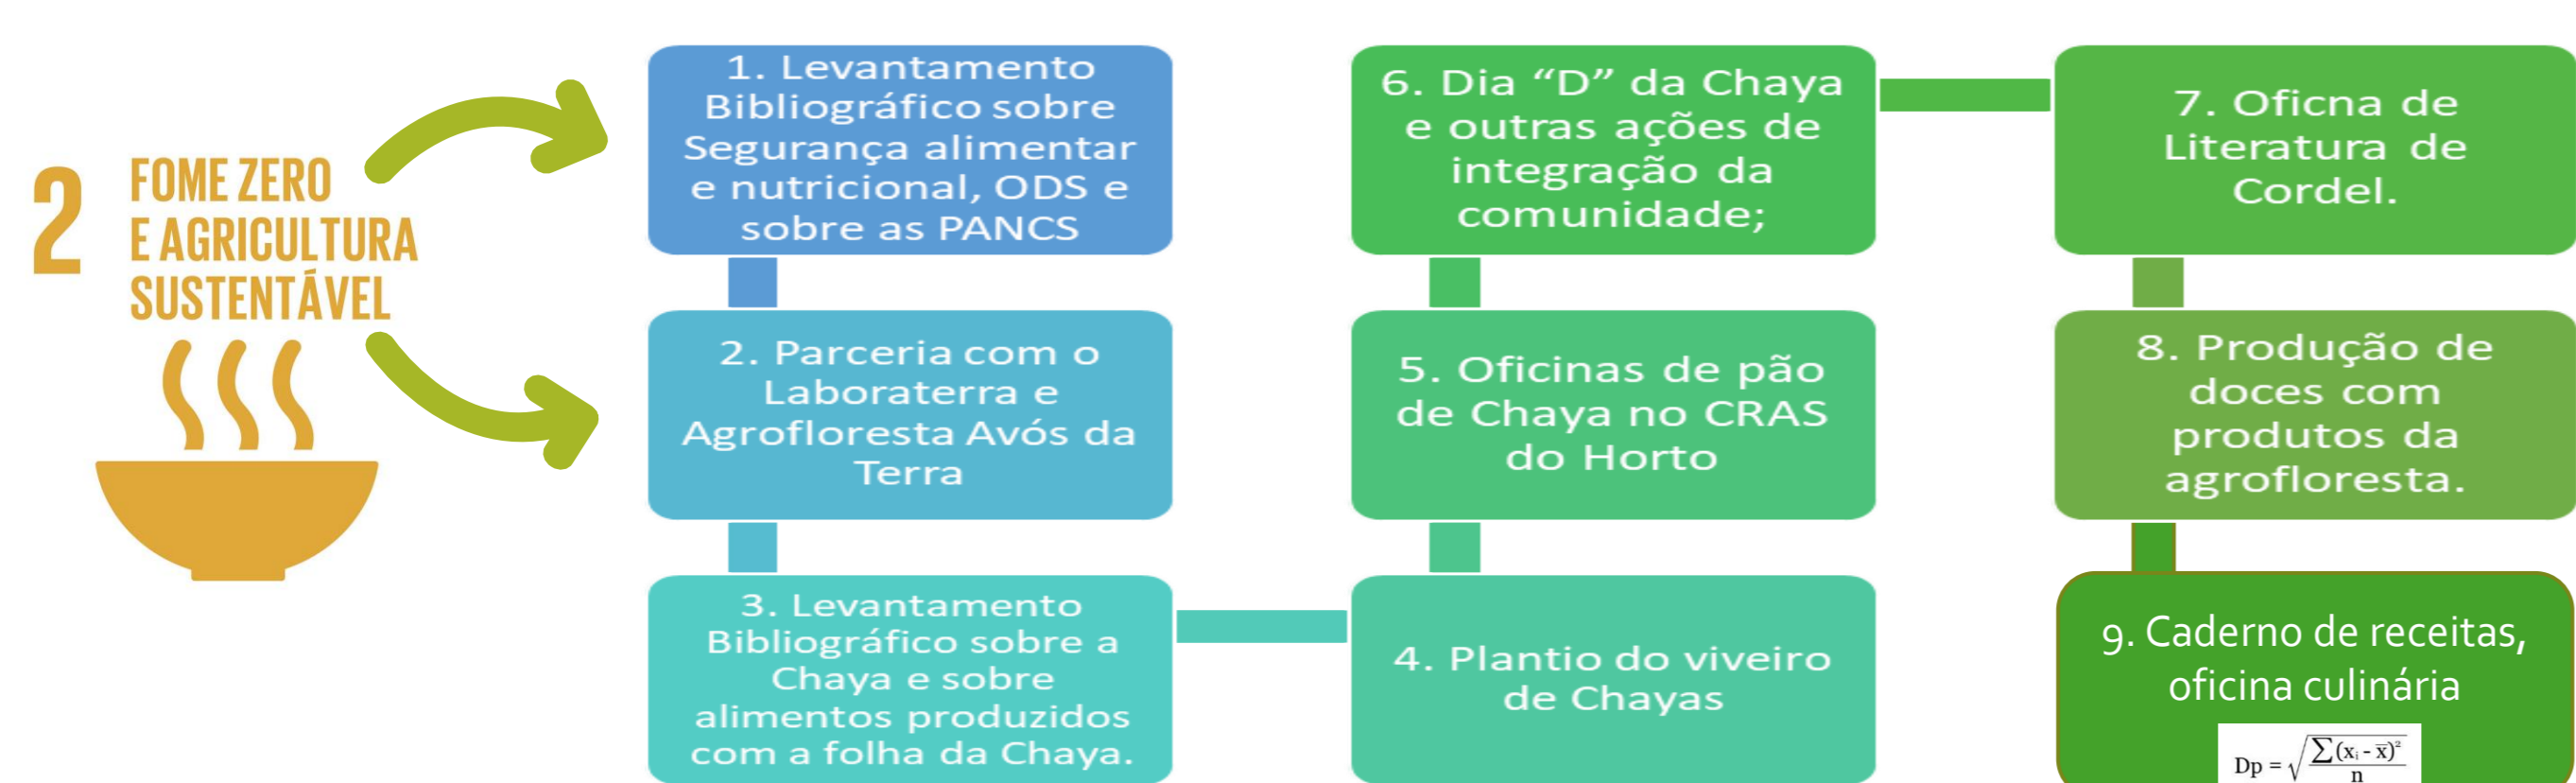 2
FOME ZERO
E AGRICULTURA
SUSTENTÁVEL
1. Levantamento
Bibliográfico sobre
Segurança alimentar
e nutricional, ODS e
sobre as PANCS
2. Parceria com o
Laboraterra e
Agrofloresta Avós da
Terra
3. Levantamento
Bibliográfico sobre a
Chaya e sobre
alimentos produzidos
com a folha da Chaya.
4. Plantio do viveiro
de Chayas
5. Oficinas de pão
de Chaya no CRAS
do Horto
6. Dia “D” da Chaya
e outras ações de
integração da
comunidade;
7. Oficna de
Literatura de
Cordel.
8. Produção de
doces com
produtos da
agrofloresta.
9. Caderno de receitas,
oficina culinária
Dp = √∑(xᵢ - x̅)²/n